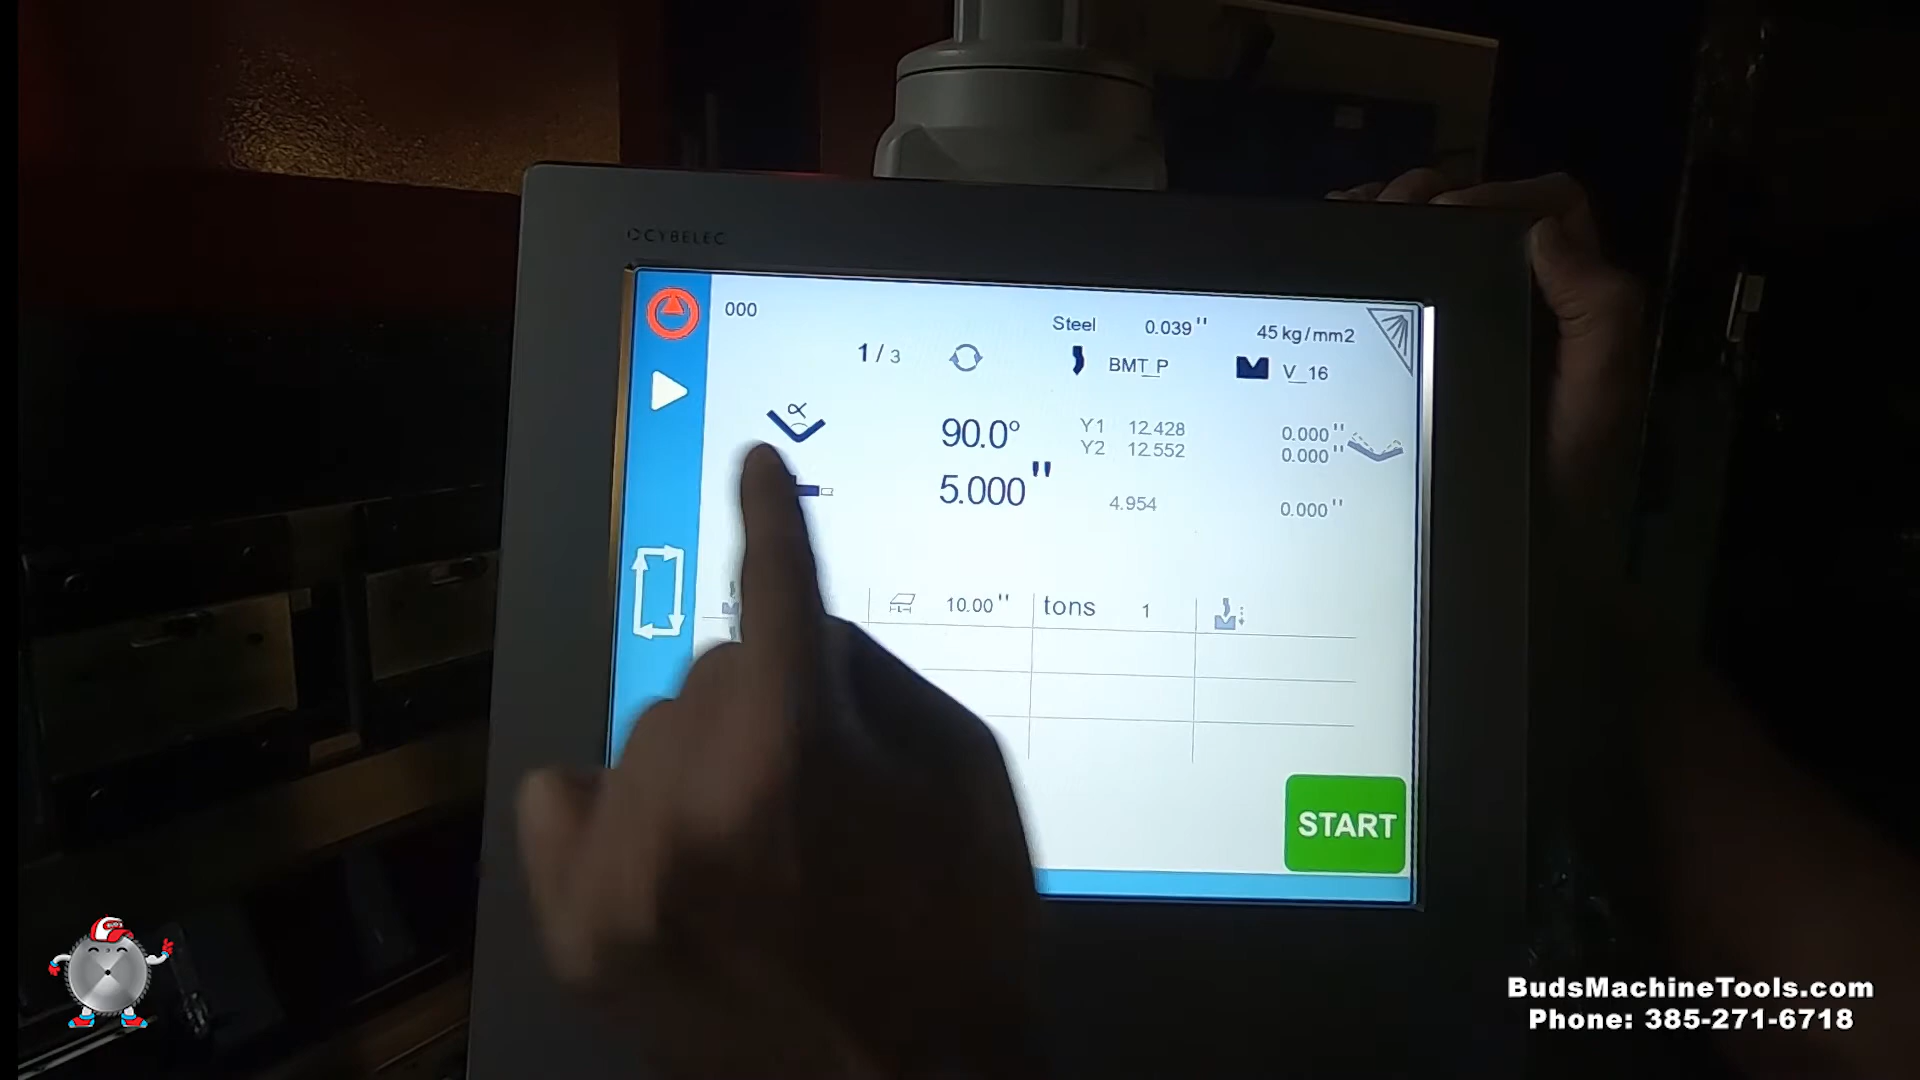 CYBELEC
000
Steel 0.039" 45 kg/mm2
1/3 BMT_P V_16
α
90.0° Y1 12.428 0.000"
Y2 12.552 0.000"
5.000" 4.954 0.000"
10.00" tons 1
START
BUDS
BudsMachineTools.com
Phone: 385-271-6718